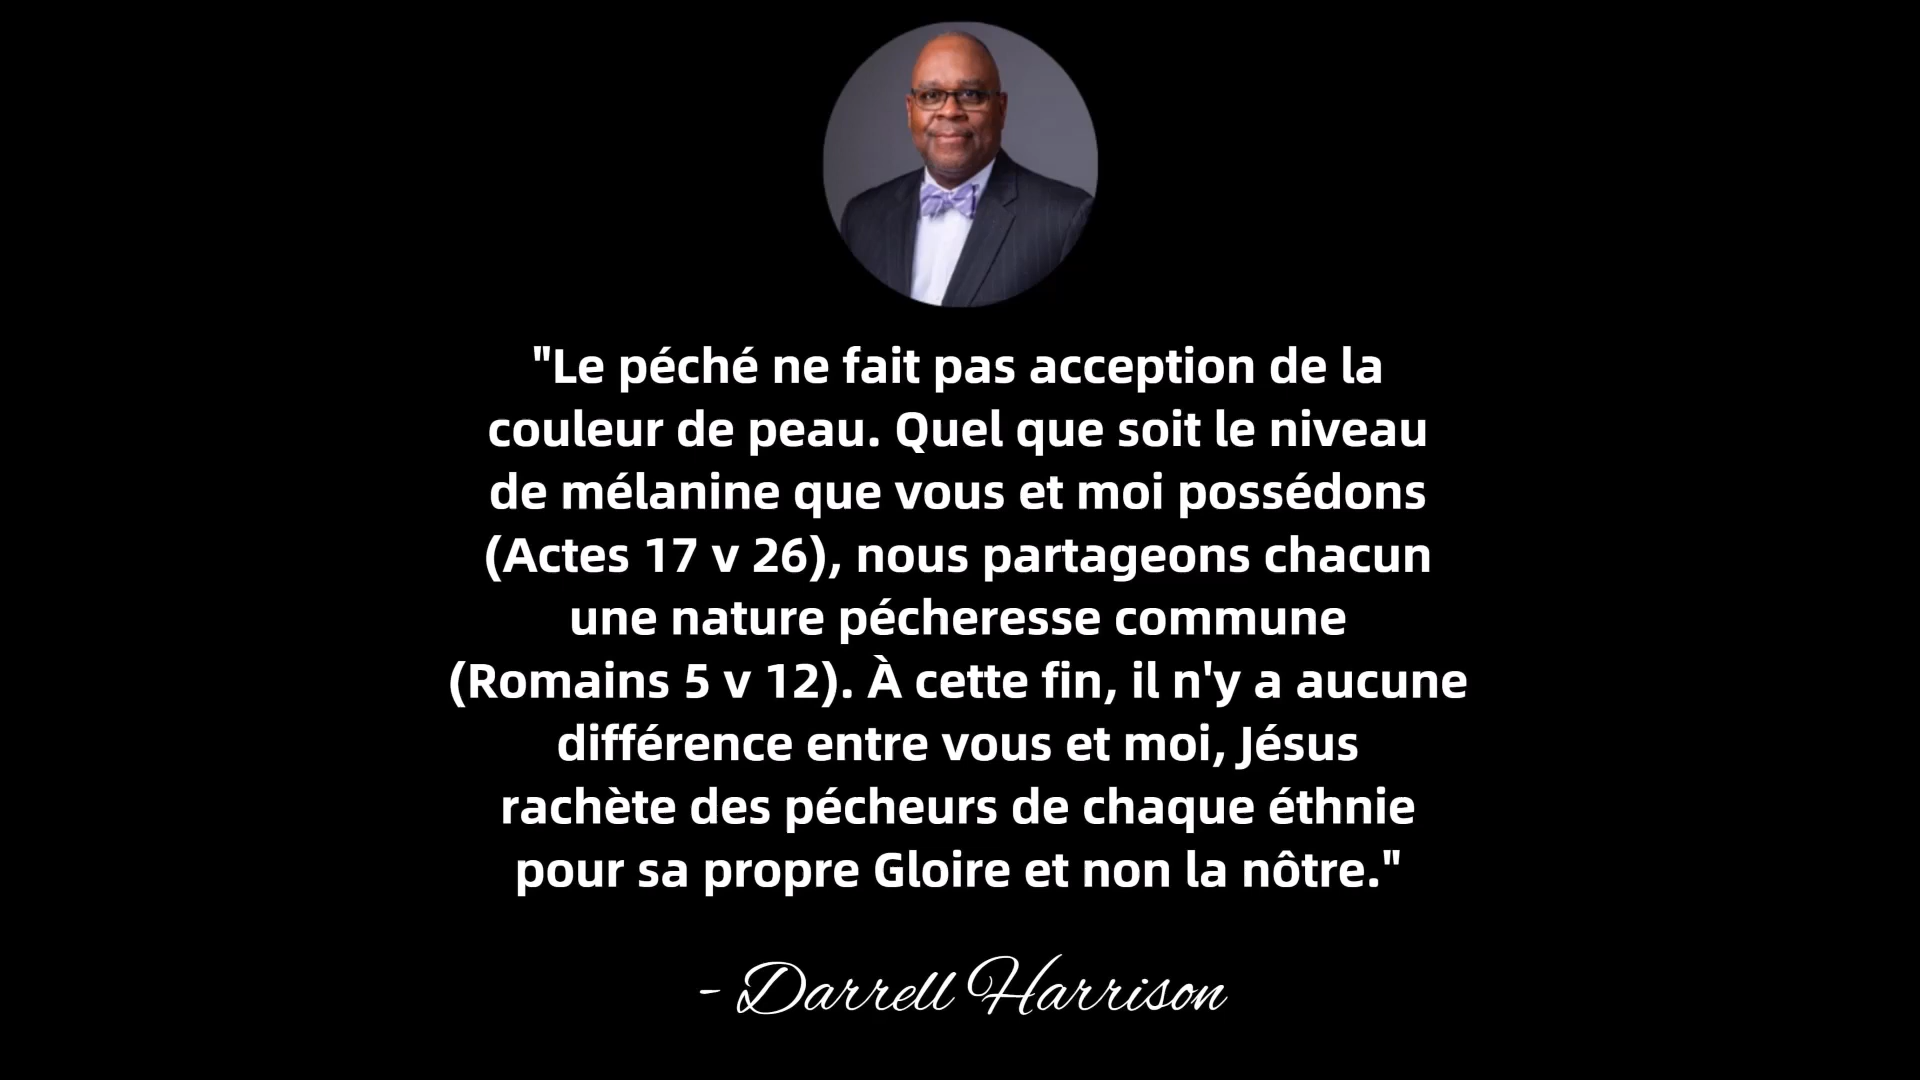 "Le péché ne fait pas acception de la
couleur de peau. Quel que soit le niveau
de mélanine que vous et moi possédons
(Actes 17 v 26), nous partageons chacun
une nature pécheresse commune
(Romains 5 v 12). À cette fin, il n'y a aucune
différence entre vous et moi, Jésus
rachète des pécheurs de chaque éthnie
pour sa propre Gloire et non la nôtre."
- Darrell Harrison